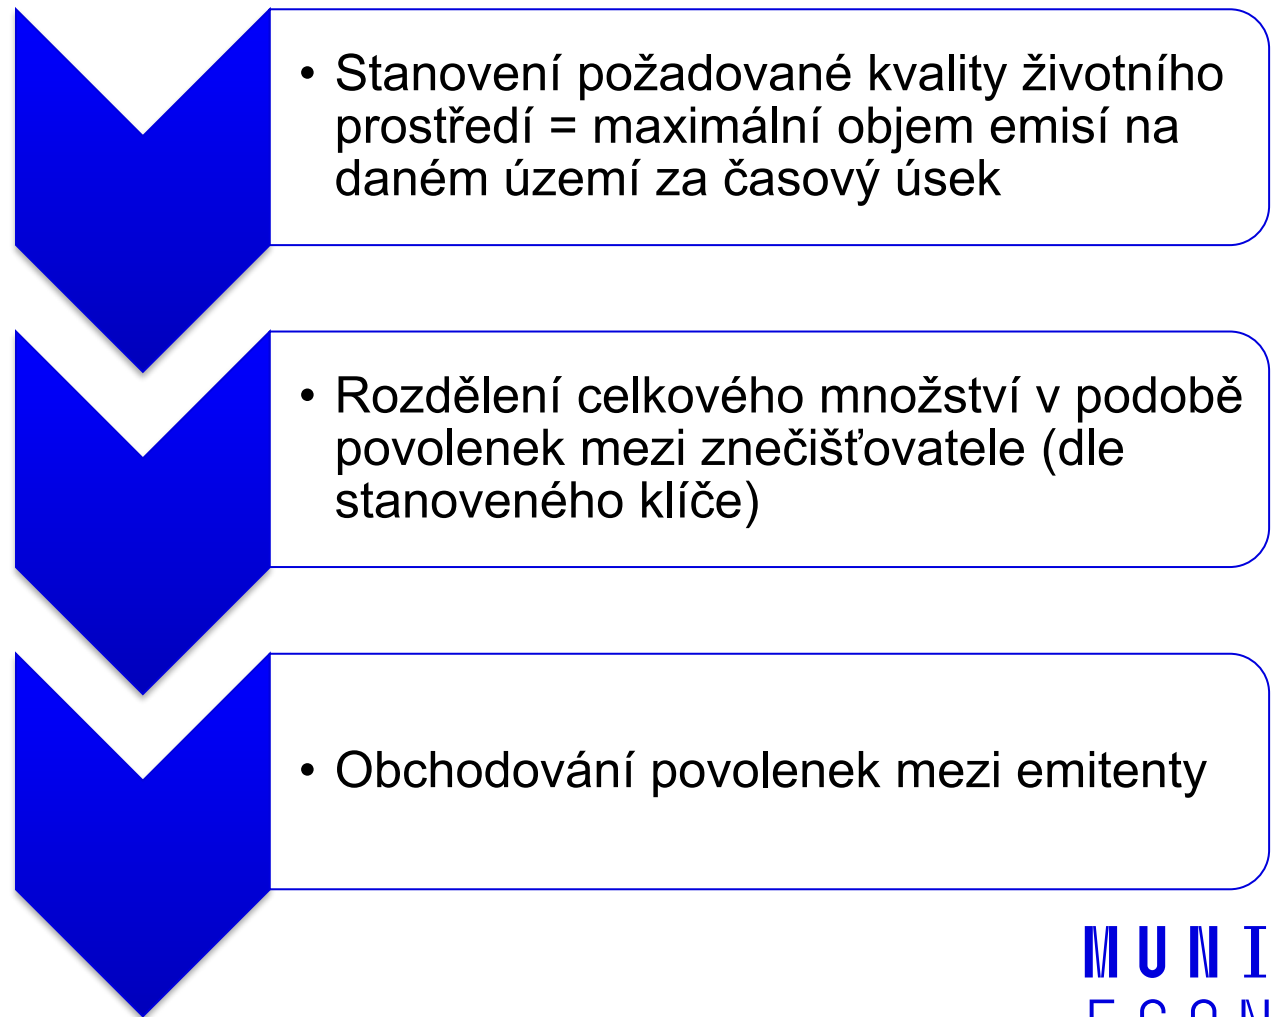 • Stanovení požadované kvality životního
prostředí = maximální objem emisí na
daném území za časový úsek
• Rozdělení celkového množství v podobě
povolenek mezi znečišťovatele (dle
stanoveného klíče)
• Obchodování povolenek mezi emitenty
MUNI
ECON